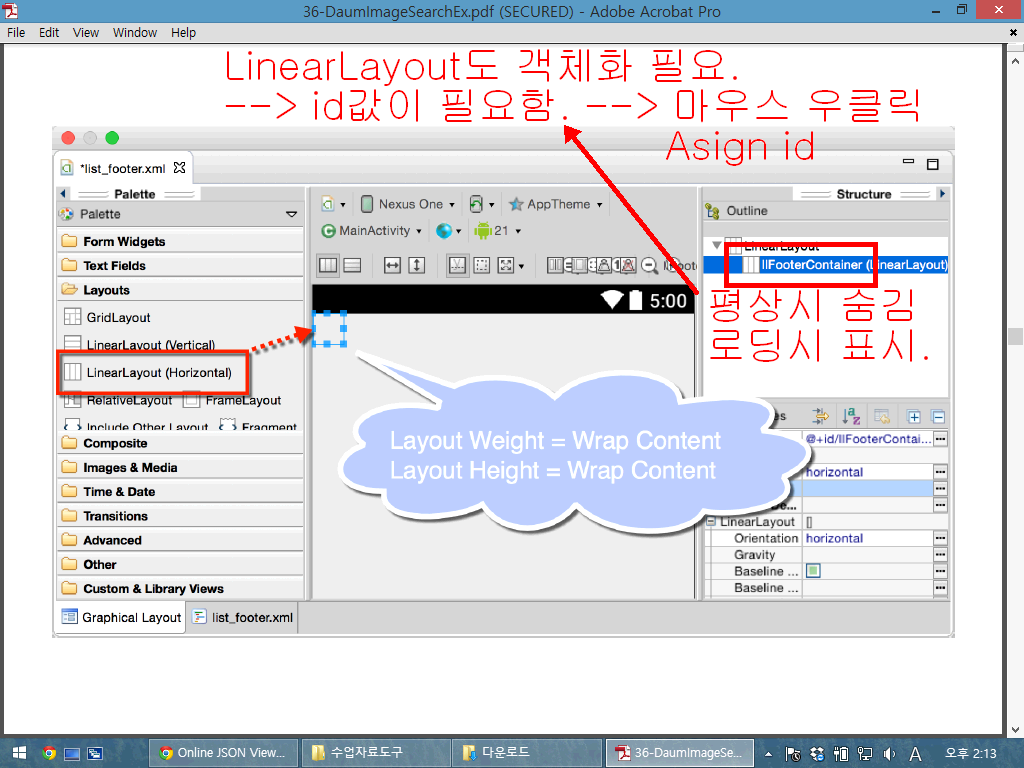 36-DaumImageSearchEx.pdf (SECURED) - Adobe Acrobat Pro
File Edit View Window Help
LinearLayout도 객체화 필요.
--> id값이 필요함. --> 마우스 우클릭
Asign id
*list_footer.xml
Palette
Structure
Palette
Nexus One
AppTheme
Outline
MainActivity
21
Form Widgets
LinearLayout
Text Fields
llFooterContainer (LinearLayout)
Layouts
5:00
평상시 숨김
로딩시 표시.
GridLayout
LinearLayout (Vertical)
LinearLayout (Horizontal)
RelativeLayout FrameLayout
Include Other Layout Fragment
Composite
Images & Media
Time & Date
Transitions
Advanced
Other
Custom & Library Views
Layout Weight = Wrap Content
Layout Height = Wrap Content
@+id/llFooterContai...
horizontal
LinearLayout []
Orientation horizontal
Gravity
Baseline ...
Baseline ...
Graphical Layout list_footer.xml
Online JSON View... 수업자료도구 다운로드 36-DaumImageSe... A 오후 2:13